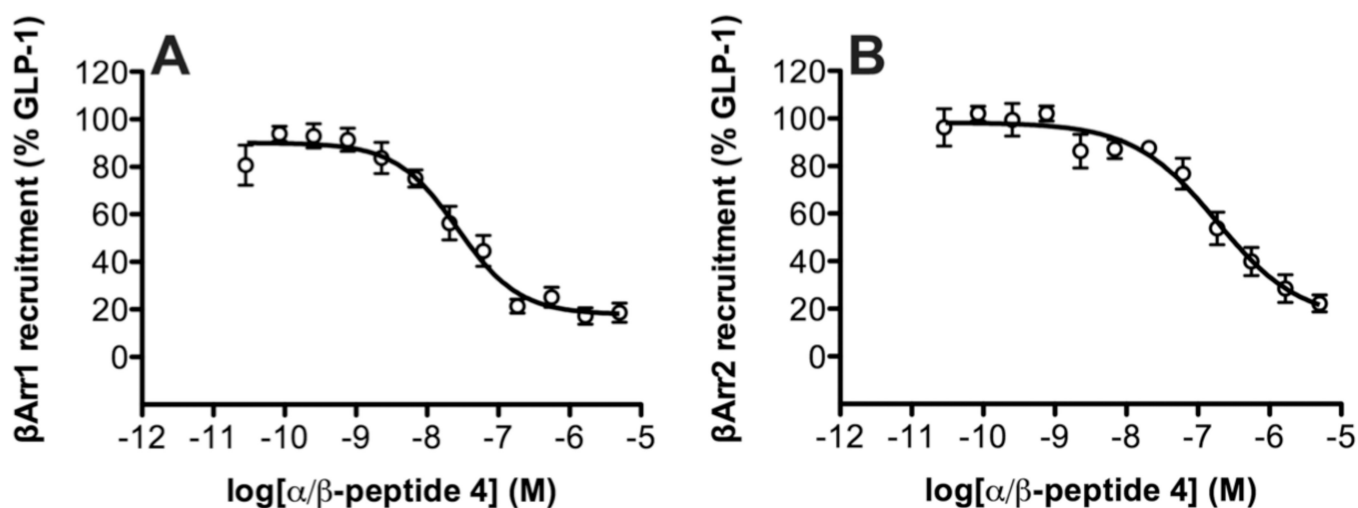 A
βArr1 recruitment (% GLP-1)
120
100
80
60
40
20
0
-12 -11 -10 -9 -8 -7 -6 -5
log[α/β-peptide 4] (M)
B
βArr2 recruitment (% GLP-1)
120
100
80
60
40
20
0
-12 -11 -10 -9 -8 -7 -6 -5
log[α/β-peptide 4] (M)